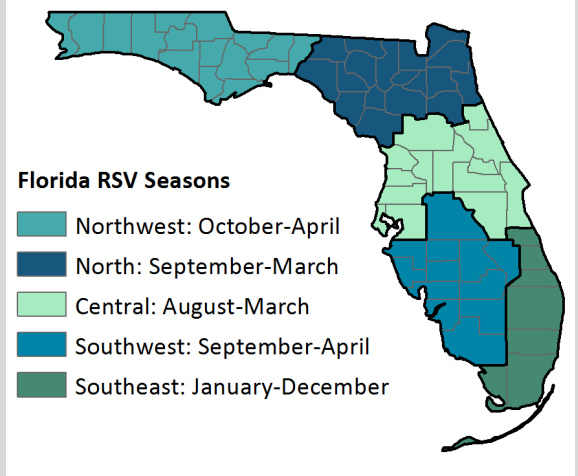 Florida RSV Seasons
Northwest: October-April
North: September-March
Central: August-March
Southwest: September-April
Southeast: January-December